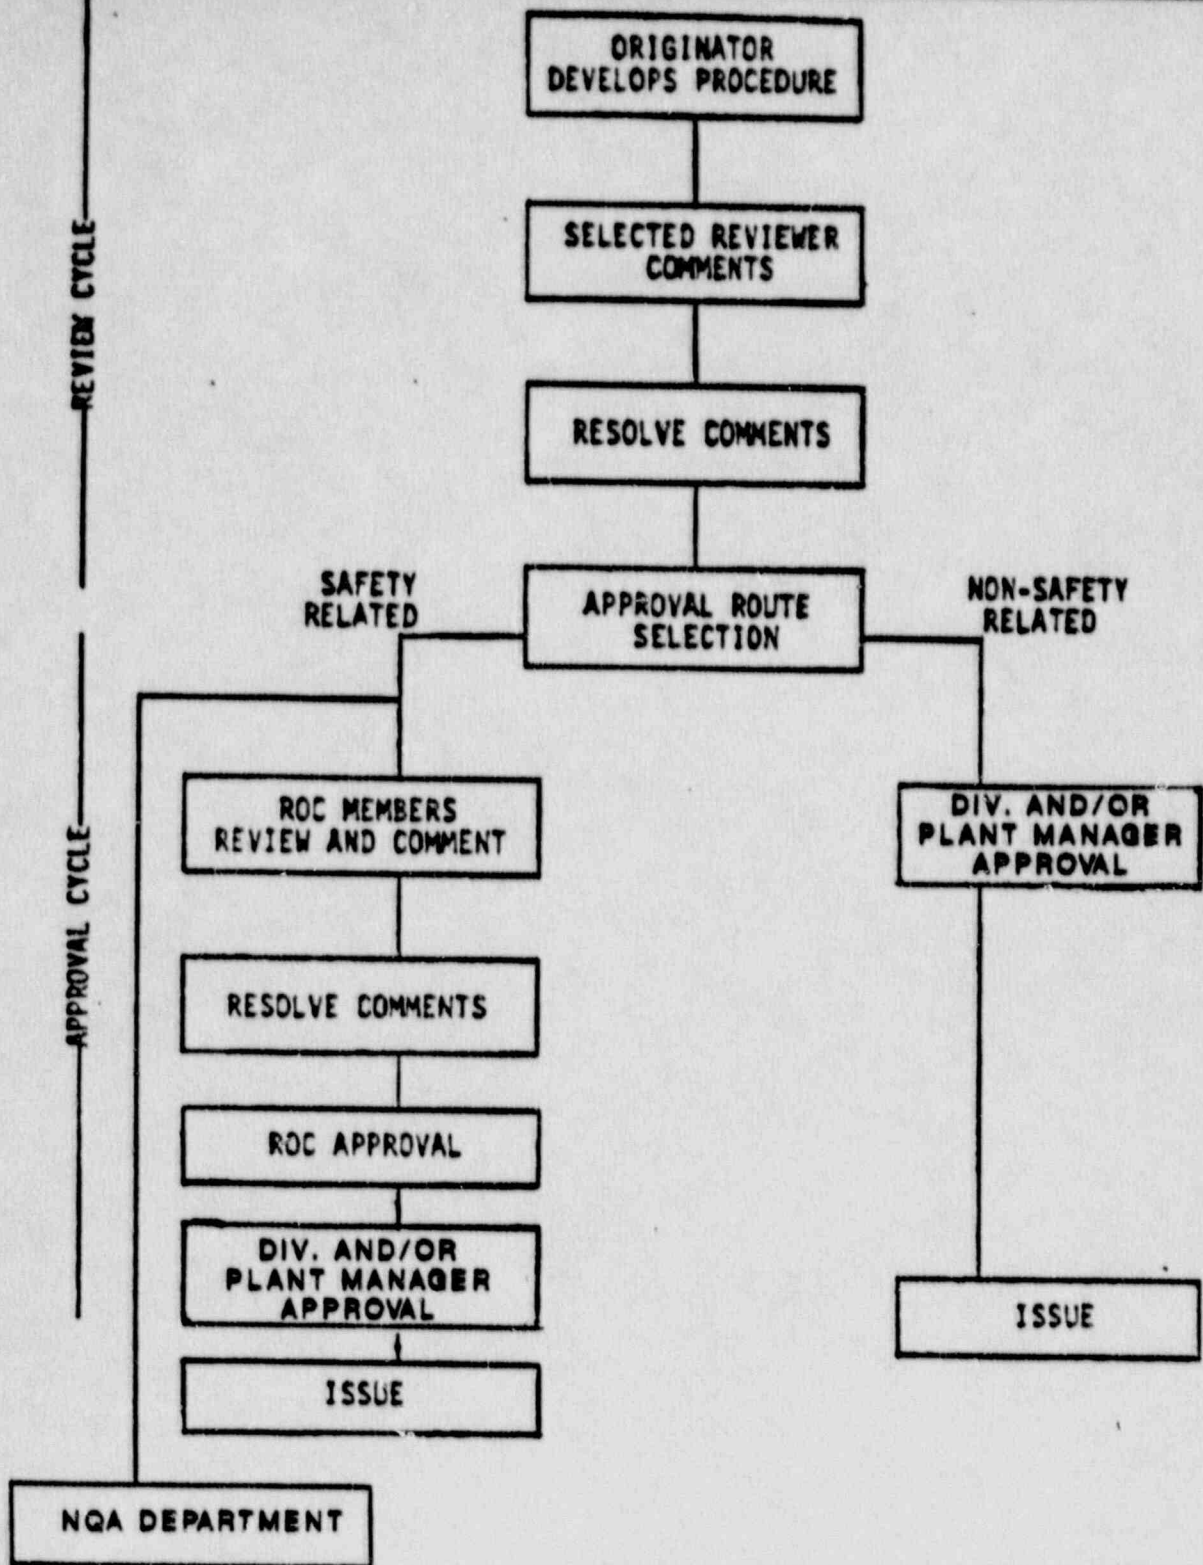 ORIGINATOR
DEVELOPS PROCEDURE
SELECTED REVIEWER
COMMENTS
REVIEW CYCLE
RESOLVE COMMENTS
SAFETY
RELATED
APPROVAL ROUTE
SELECTION
NON-SAFETY
RELATED
APPROVAL CYCLE
ROC MEMBERS
REVIEW AND COMMENT
DIV. AND/OR
PLANT MANAGER
APPROVAL
RESOLVE COMMENTS
ROC APPROVAL
DIV. AND/OR
PLANT MANAGER
APPROVAL
ISSUE
ISSUE
NQA DEPARTMENT